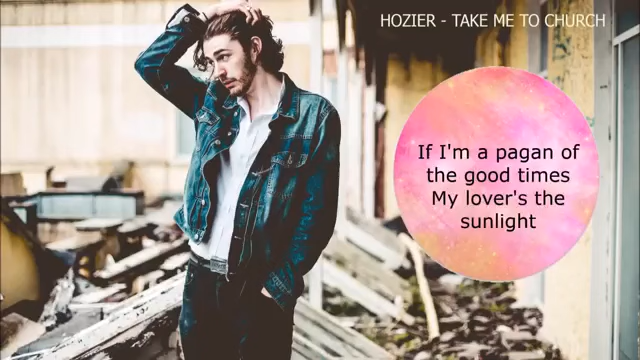 HOZIER - TAKE ME TO CHURCH
If I'm a pagan of
the good times
My lover's the
sunlight